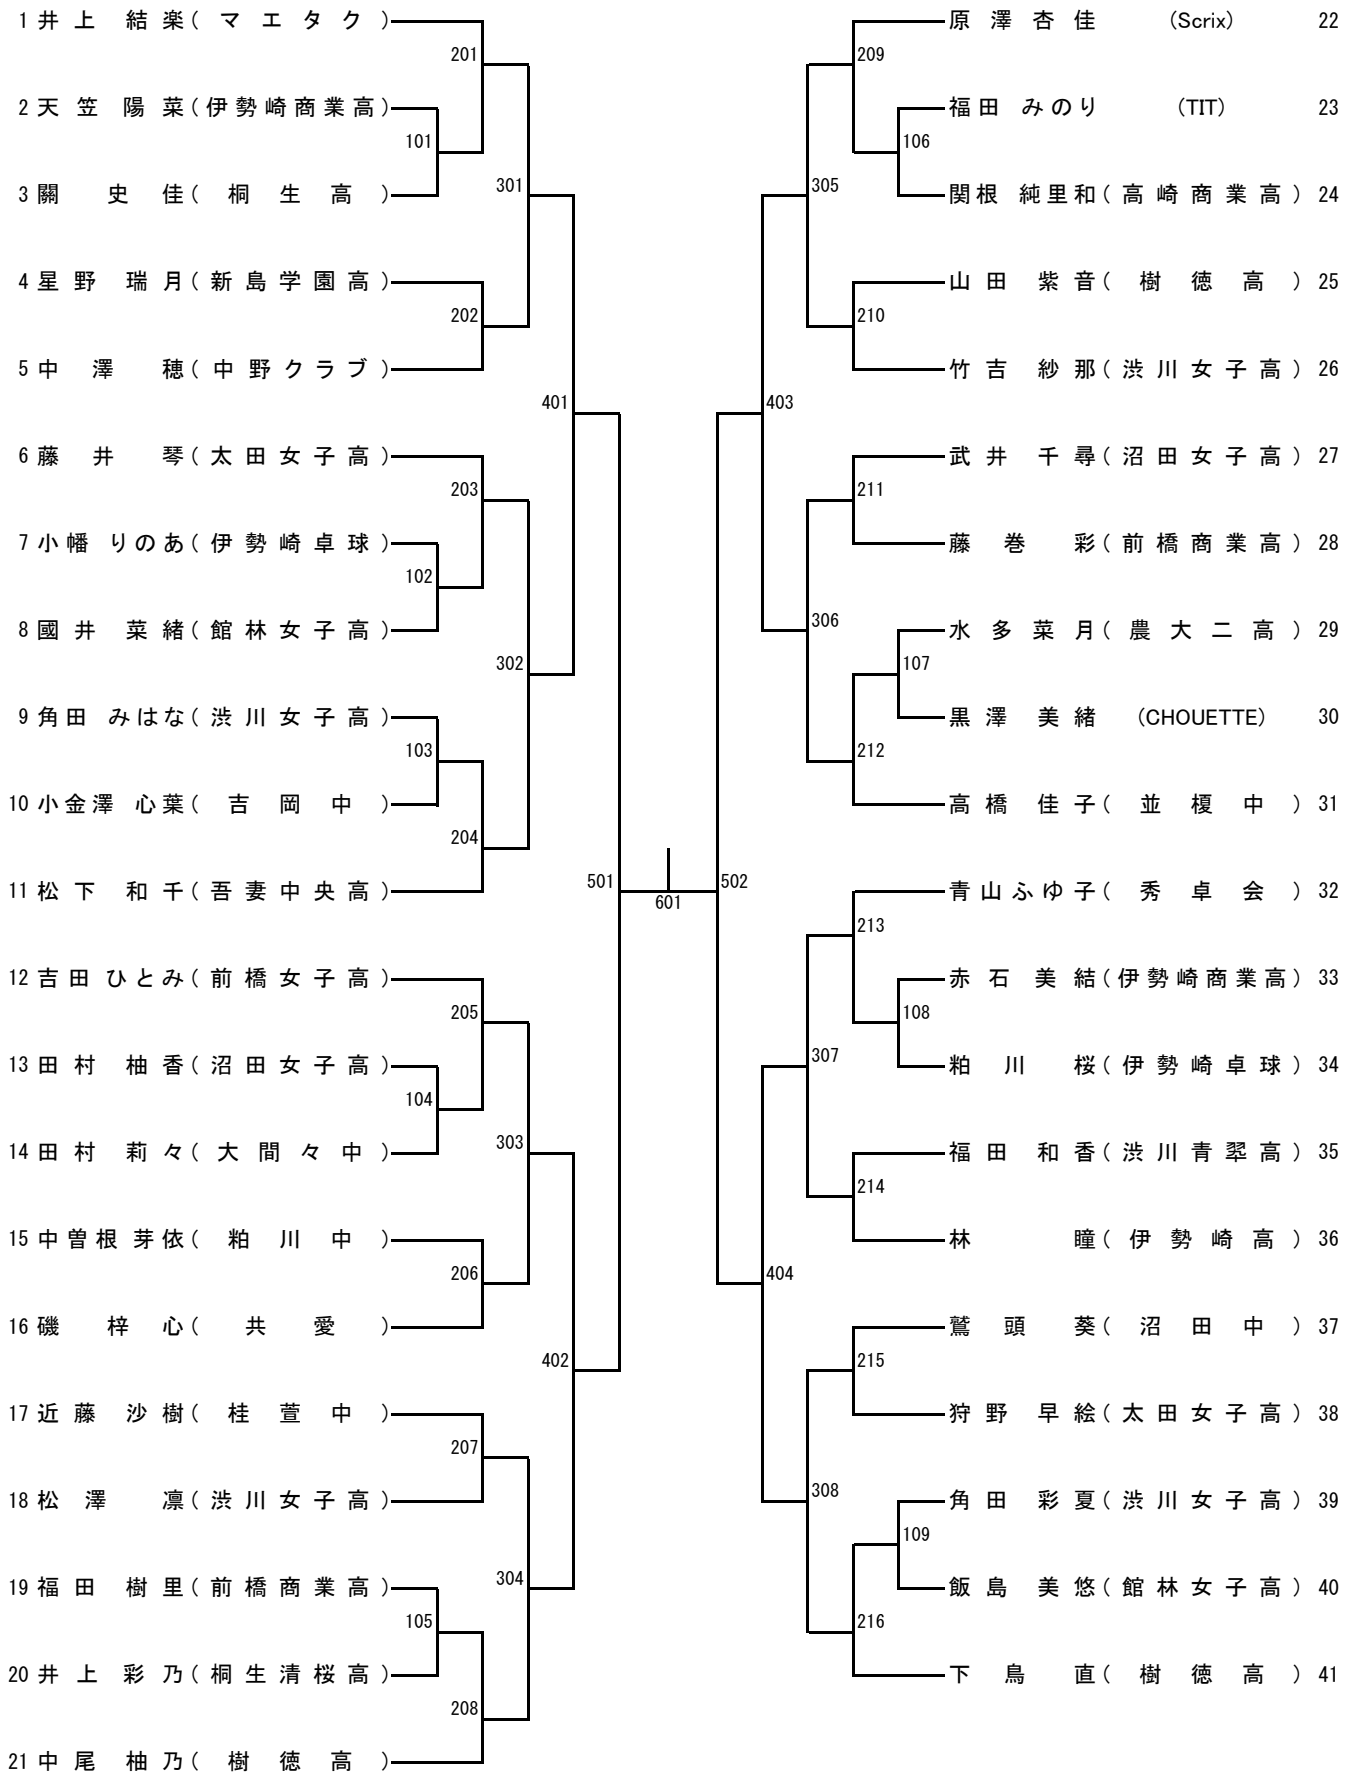 1 井上 結楽(マエタク)
201
2 天笠 陽菜(伊勢崎商業高)
101
3 關 史佳(桐生高)
301
4 星野 瑞月(新島学園高)
202
5 中澤 穂(中野クラブ)
401
6 藤井 琴(太田女子高)
203
7 小幡 りのあ(伊勢崎卓球)
102
8 國井 菜緒(館林女子高)
302
9 角田 みはな(渋川女子高)
103
10 小金澤 心葉(吉岡中)
204
11 松下 和千(吾妻中央高)
501
601
502
12 吉田 ひとみ(前橋女子高)
205
13 田村 柚香(沼田女子高)
104
14 田村 莉々(大間々中)
303
15 中曽根 芽依(粕川中)
206
16 磯 梓心(共愛)
402
17 近藤 沙樹(桂萱中)
207
18 松澤 凛(渋川女子高)
304
19 福田 樹里(前橋商業高)
105
20 井上 彩乃(桐生清桜高)
208
21 中尾 柚乃(樹徳高)
原澤杏佳 (Scrix) 22
209
福田 みのり (TIT) 23
106
305
関根 純里和(高崎商業高) 24
山田 紫音(樹徳高) 25
210
竹吉 紗那(渋川女子高) 26
403
武井 千尋(沼田女子高) 27
211
藤巻 彩(前橋商業高) 28
306
水多菜月(農大二高) 29
107
黒澤 美緒 (CHOUETTE) 30
212
高橋 佳子(並榎中) 31
青山ふゆ子(秀卓会) 32
213
赤石 美結(伊勢崎商業高) 33
108
307
粕川 桜(伊勢崎卓球) 34
福田 和香(渋川青翠高) 35
214
林 瞳(伊勢崎高) 36
404
鷲頭 葵(沼田中) 37
215
狩野 早絵(太田女子高) 38
308
角田 彩夏(渋川女子高) 39
109
飯島 美悠(館林女子高) 40
216
下鳥 直(樹徳高) 41